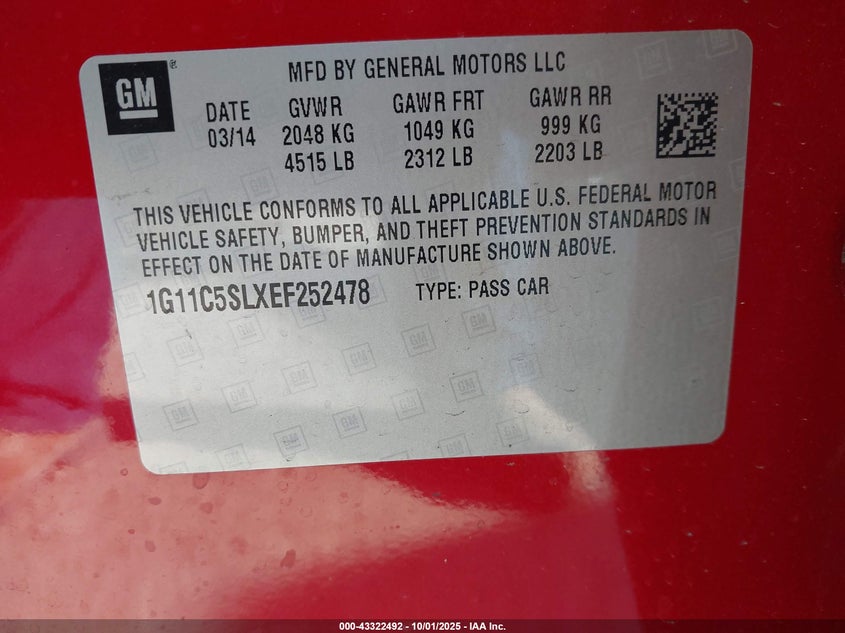 GM
MFD BY GENERAL MOTORS LLC
DATE GVWR GAWR FRT GAWR RR
03/14 2048 KG 1049 KG 999 KG
4515 LB 2312 LB 2203 LB
THIS VEHICLE CONFORMS TO ALL APPLICABLE U.S. FEDERAL MOTOR
VEHICLE SAFETY, BUMPER, AND THEFT PREVENTION STANDARDS IN
EFFECT ON THE DATE OF MANUFACTURE SHOWN ABOVE.
1G11C5SLXEF252478 TYPE: PASS CAR
000-43322492 - 10/01/2025 - IAA Inc.